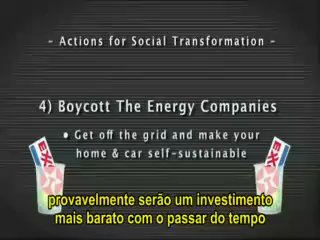 - Actions for Social Transformation -
4) Boycott The Energy Companies
• Get off the grid and make your
home & car self-sustainable
provavelmente serão um investimento
mais barato com o passar do tempo